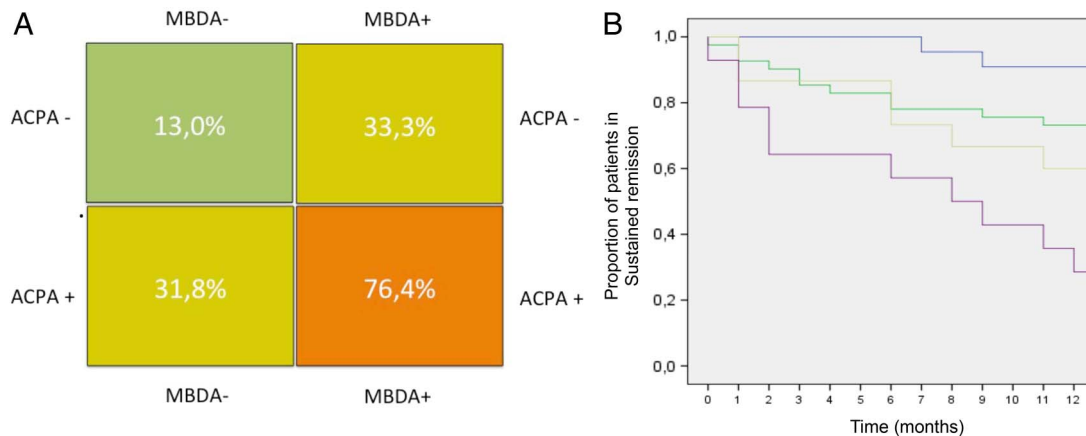 A
MBDA- MBDA+
ACPA - 13,0% 33,3% ACPA -
ACPA + 31,8% 76,4% ACPA +
MBDA- MBDA+
B
Proportion of patients in
Sustained remission
1,0
0,8
0,6
0,4
0,2
0,0
0 1 2 3 4 5 6 7 8 9 10 11 12
Time (months)